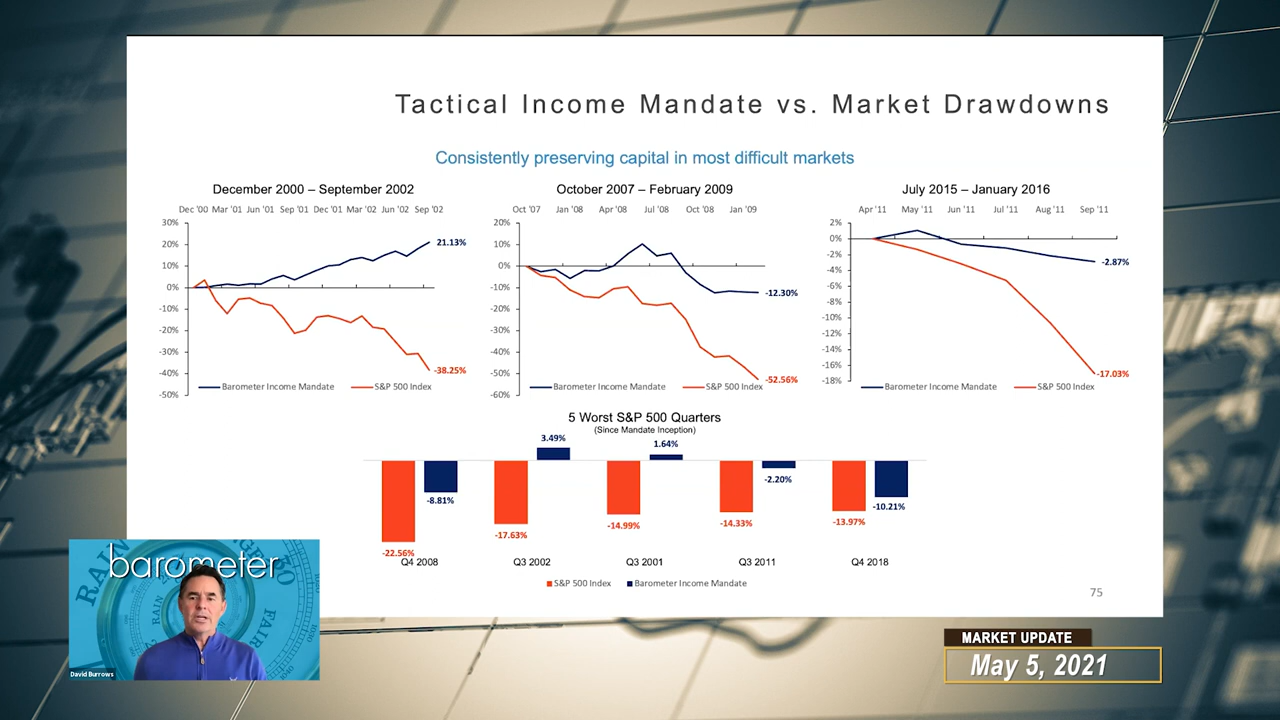 Tactical Income Mandate vs. Market Drawdowns
Consistently preserving capital in most difficult markets
December 2000 – September 2002
Dec '00 Mar '01 Jun '01 Sep '01 Dec '01 Mar '02 Jun '02 Sep '02
30%
20%
10%
0%
-10%
-20%
-30%
-40%
-50%
21.13%
-38.25%
Barometer Income Mandate S&P 500 Index
October 2007 – February 2009
Oct '07 Jan '08 Apr '08 Jul '08 Oct '08 Jan '09
20%
10%
0%
-10%
-20%
-30%
-40%
-50%
-60%
-12.30%
-52.56%
Barometer Income Mandate S&P 500 Index
July 2015 – January 2016
Apr '11 May '11 Jun '11 Jul '11 Aug '11 Sep '11
2%
0%
-2%
-4%
-6%
-8%
-10%
-12%
-14%
-16%
-18%
-2.87%
-17.03%
Barometer Income Mandate S&P 500 Index
5 Worst S&P 500 Quarters
(Since Mandate Inception)
3.49% 1.64%
-8.81% -2.20% -10.21%
-22.56% -17.63% -14.99% -14.33% -13.97%
Q4 2008 Q3 2002 Q3 2001 Q3 2011 Q4 2018
S&P 500 Index Barometer Income Mandate
75
barometer
RAIN
FAIR
David Burrows
MARKET UPDATE
May 5, 2021